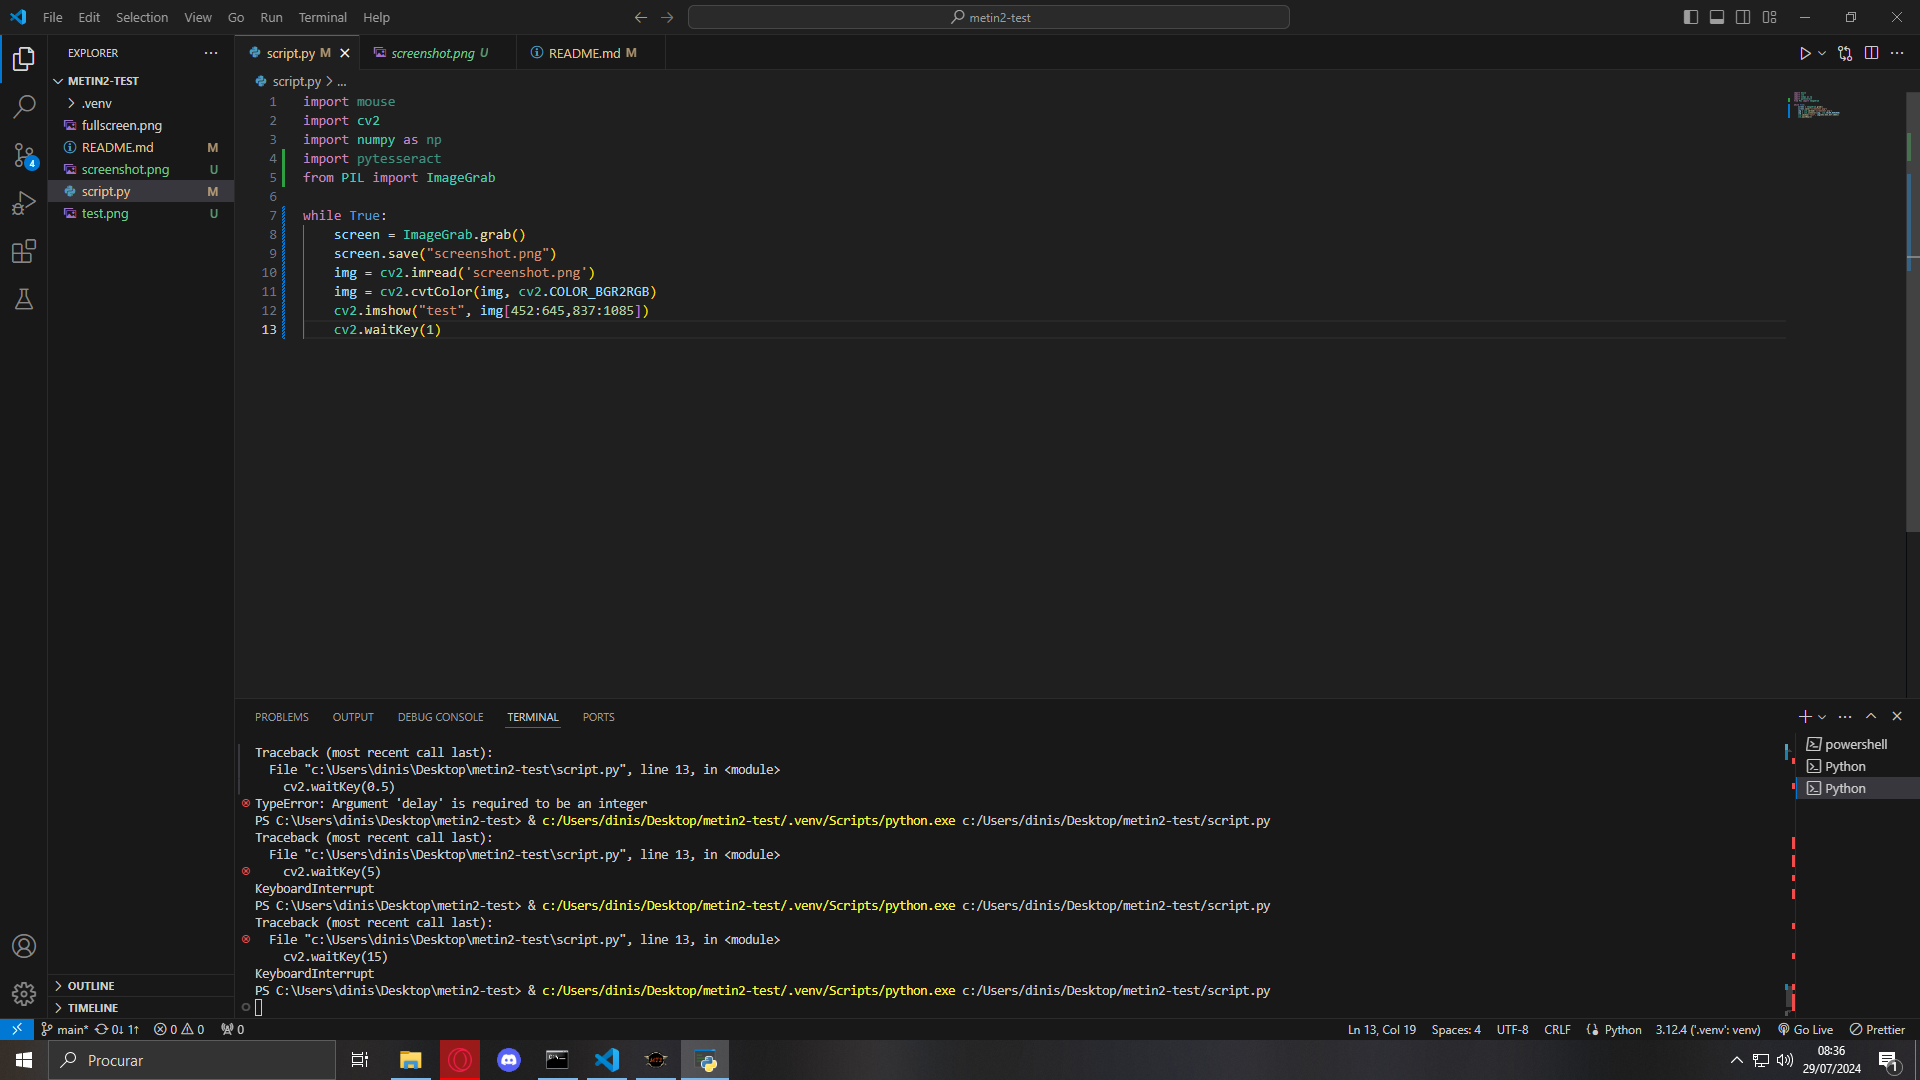 File Edit Selection View Go Run Terminal Help
metin2-test
EXPLORER
METIN2-TEST
.venv
fullscreen.png
README.md M
screenshot.png U
script.py M
test.png U
OUTLINE
TIMELINE
script.py M
screenshot.png U
README.md M
script.py > ...
1 import mouse
2 import cv2
3 import numpy as np
4 import pytesseract
5 from PIL import ImageGrab
6
7 while True:
8 screen = ImageGrab.grab()
9 screen.save("screenshot.png")
10 img = cv2.imread('screenshot.png')
11 img = cv2.cvtColor(img, cv2.COLOR_BGR2RGB)
12 cv2.imshow("test", img[452:645,837:1085])
13 cv2.waitKey(1)
PROBLEMS OUTPUT DEBUG CONSOLE TERMINAL PORTS
Traceback (most recent call last):
File "c:\Users\dinis\Desktop\metin2-test\script.py", line 13, in <module>
cv2.waitKey(0.5)
TypeError: Argument 'delay' is required to be an integer
PS C:\Users\dinis\Desktop\metin2-test> & c:/Users/dinis/Desktop/metin2-test/.venv/Scripts/python.exe c:/Users/dinis/Desktop/metin2-test/script.py
Traceback (most recent call last):
File "c:\Users\dinis\Desktop\metin2-test\script.py", line 13, in <module>
cv2.waitKey(5)
KeyboardInterrupt
PS C:\Users\dinis\Desktop\metin2-test> & c:/Users/dinis/Desktop/metin2-test/.venv/Scripts/python.exe c:/Users/dinis/Desktop/metin2-test/script.py
Traceback (most recent call last):
File "c:\Users\dinis\Desktop\metin2-test\script.py", line 13, in <module>
cv2.waitKey(15)
KeyboardInterrupt
PS C:\Users\dinis\Desktop\metin2-test> & c:/Users/dinis/Desktop/metin2-test/.venv/Scripts/python.exe c:/Users/dinis/Desktop/metin2-test/script.py
powershell
Python
Python
4
main* 0↓ 1↑ 0 0 0
Ln 13, Col 19 Spaces: 4 UTF-8 CRLF Python 3.12.4 ('.venv': venv) Go Live Prettier
Procurar
08:36
29/07/2024
1